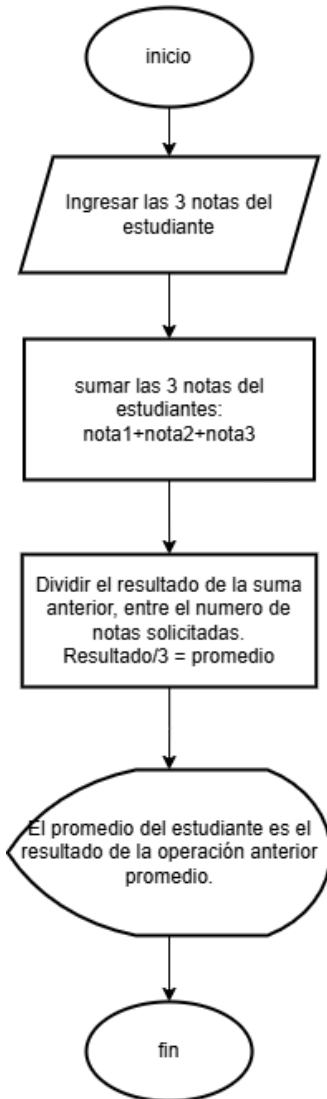 inicio
Ingresar las 3 notas del
estudiante
sumar las 3 notas del
estudiantes:
nota1+nota2+nota3
Dividir el resultado de la suma
anterior, entre el numero de
notas solicitadas.
Resultado/3 = promedio
El promedio del estudiante es el
resultado de la operación anterior
promedio.
fin